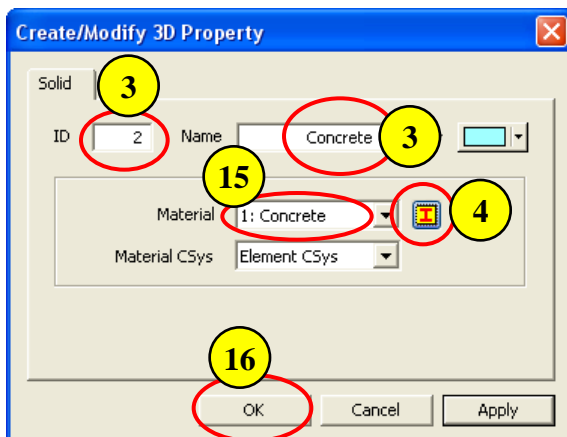 Create/Modify 3D Property
Solid
3
ID 2 Name Concrete 3
15
Material 1: Concrete 4
Material CSys Element CSys
16
OK Cancel Apply